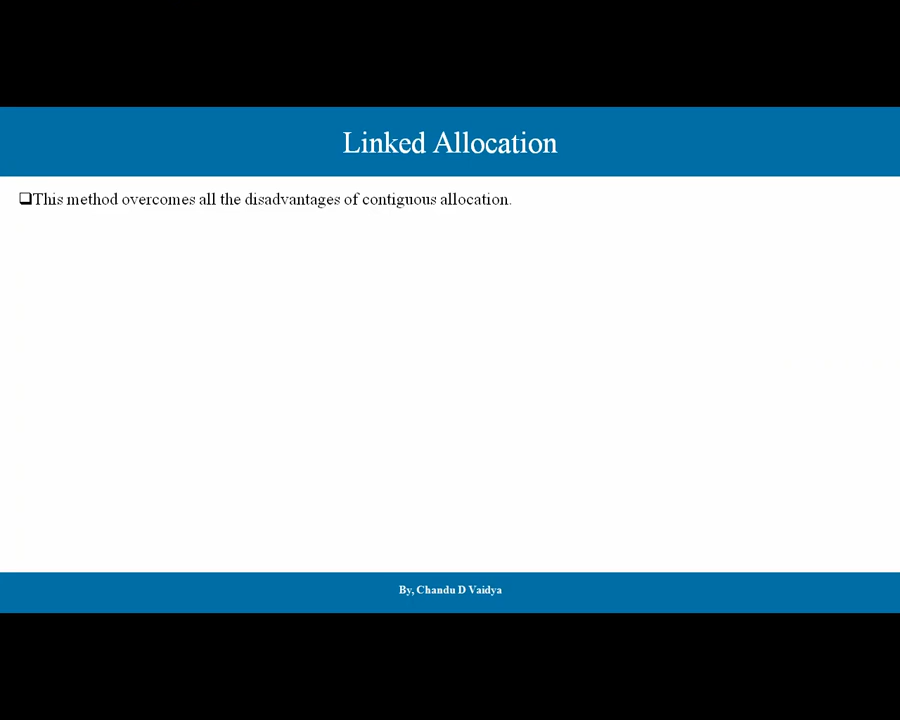 Linked Allocation
❑This method overcomes all the disadvantages of contiguous allocation.
By, Chandu D Vaidya